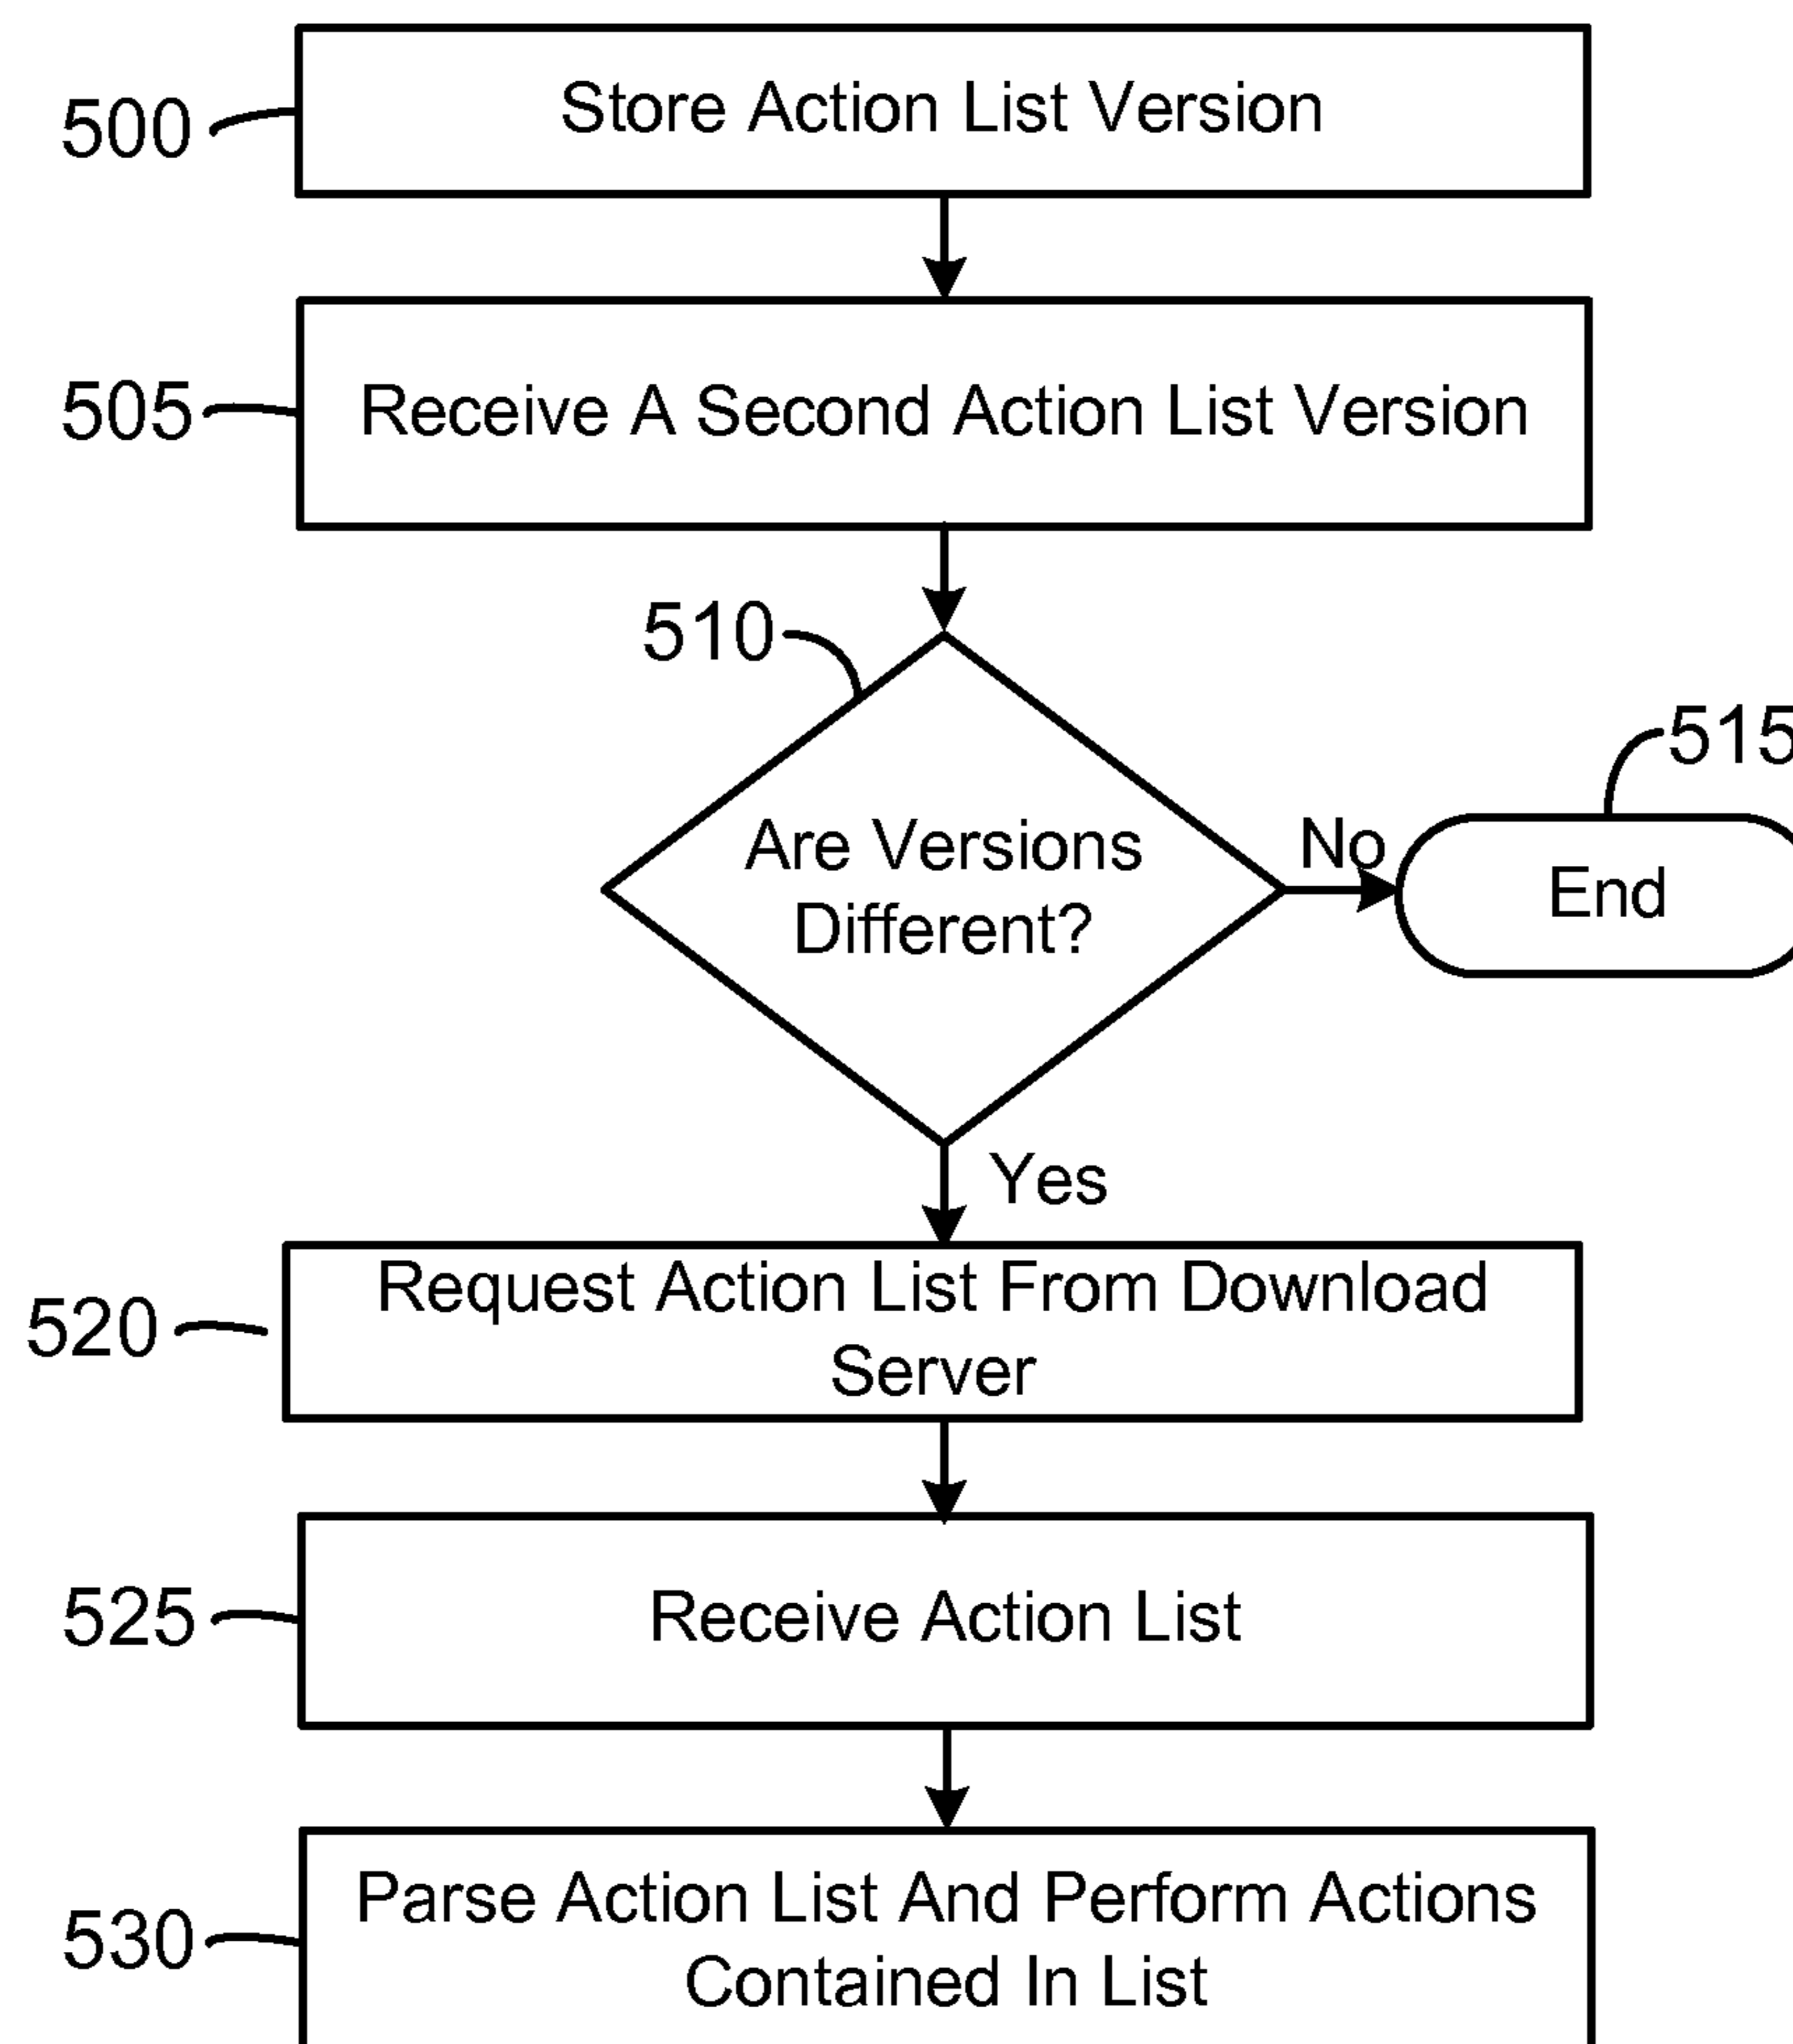 500
Store Action List Version
505
Receive A Second Action List Version
510
515
Are Versions
Different?
No
End
Yes
520
Request Action List From Download
Server
525
Receive Action List
530
Parse Action List And Perform Actions
Contained In List